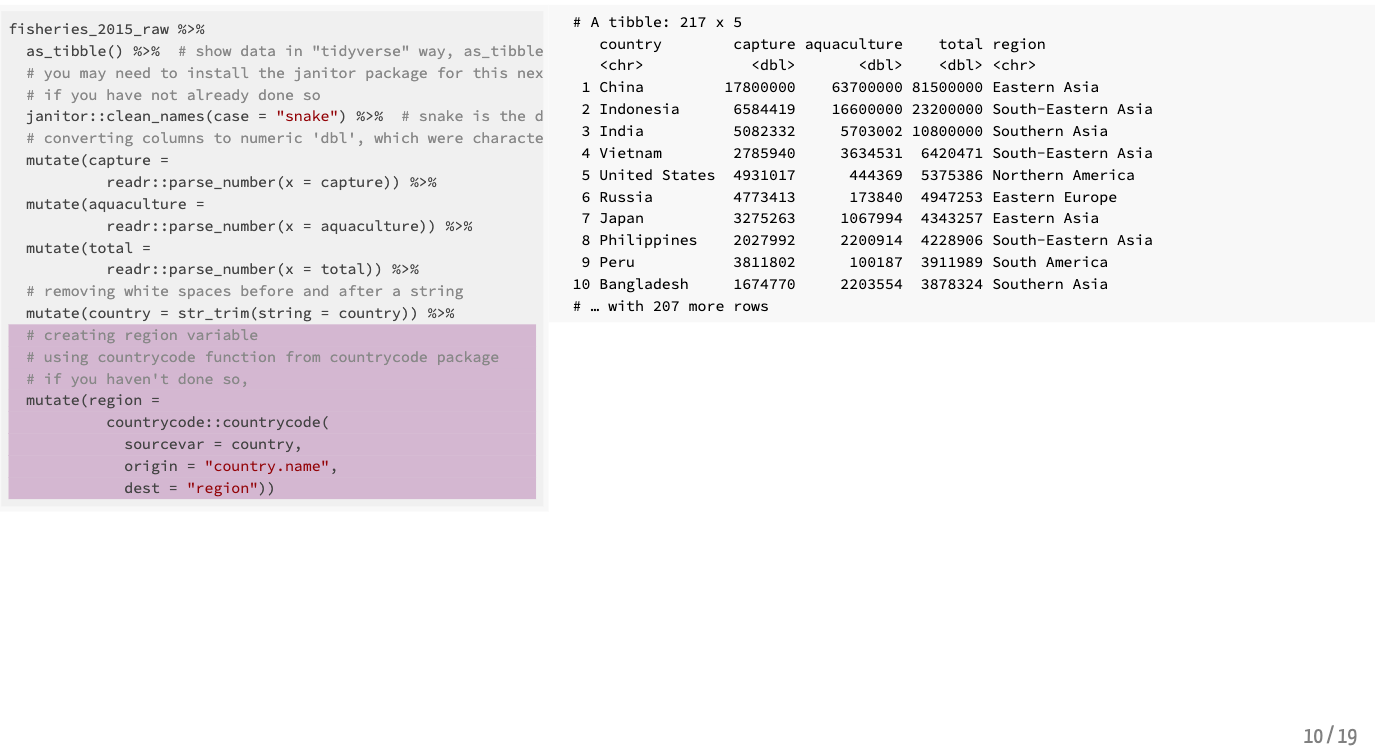 fisheries_2015_raw %>%
  as_tibble() %>%  # show data in "tidyverse" way, as_tibble
  # you may need to install the janitor package for this nex
  # if you have not already done so
  janitor::clean_names(case = "snake") %>%  # snake is the d
  # converting columns to numeric 'dbl', which were characte
  mutate(capture =
           readr::parse_number(x = capture)) %>%
  mutate(aquaculture =
           readr::parse_number(x = aquaculture)) %>%
  mutate(total =
           readr::parse_number(x = total)) %>%
  # removing white spaces before and after a string
  mutate(country = str_trim(string = country)) %>%
  # creating region variable
  # using countrycode function from countrycode package
  # if you haven't done so,
  mutate(region =
           countrycode::countrycode(
             sourcevar = country,
             origin = "country.name",
             dest = "region"))
# A tibble: 217 x 5
   country        capture aquaculture    total region
   <chr>            <dbl>       <dbl>    <dbl> <chr>
 1 China         17800000    63700000 81500000 Eastern Asia
 2 Indonesia      6584419    16600000 23200000 South-Eastern Asia
 3 India          5082332     5703002 10800000 Southern Asia
 4 Vietnam        2785940     3634531  6420471 South-Eastern Asia
 5 United States  4931017      444369  5375386 Northern America
 6 Russia         4773413      173840  4947253 Eastern Europe
 7 Japan          3275263     1067994  4343257 Eastern Asia
 8 Philippines    2027992     2200914  4228906 South-Eastern Asia
 9 Peru           3811802      100187  3911989 South America
10 Bangladesh     1674770     2203554  3878324 Southern Asia
# … with 207 more rows
10 / 19